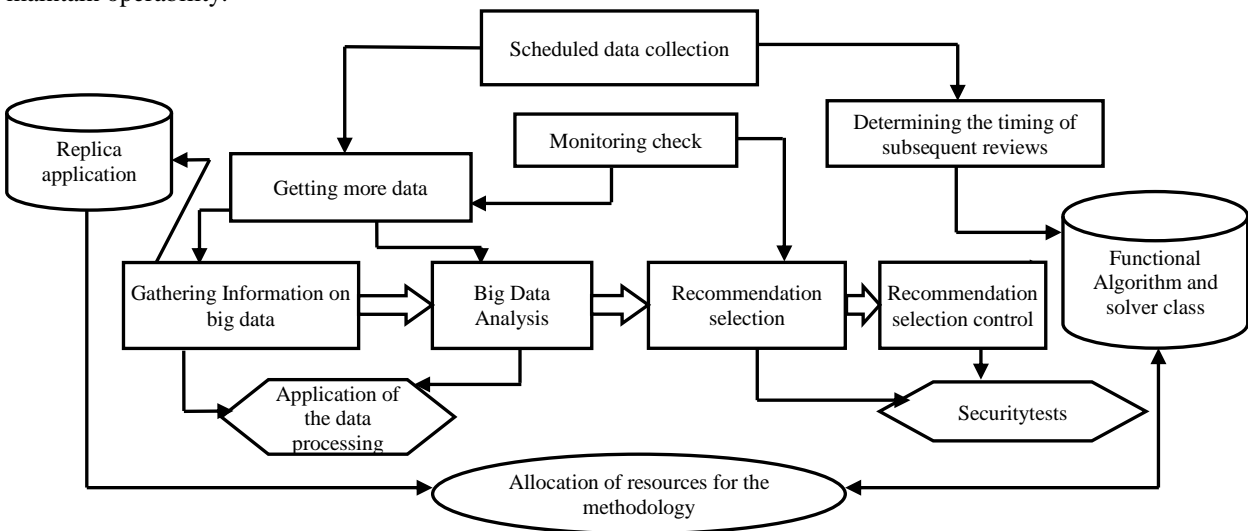 maintain operability.
Scheduled data collection
Replica
application
Monitoring check
Determining the timing of
subsequent reviews
Getting more data
Gathering Information on
big data
Big Data
Analysis
Recommendation
selection
Recommendation
selection control
Functional
Algorithm and
solver class
Application of
the data
processing
Securitytests
Allocation of resources for the
methodology